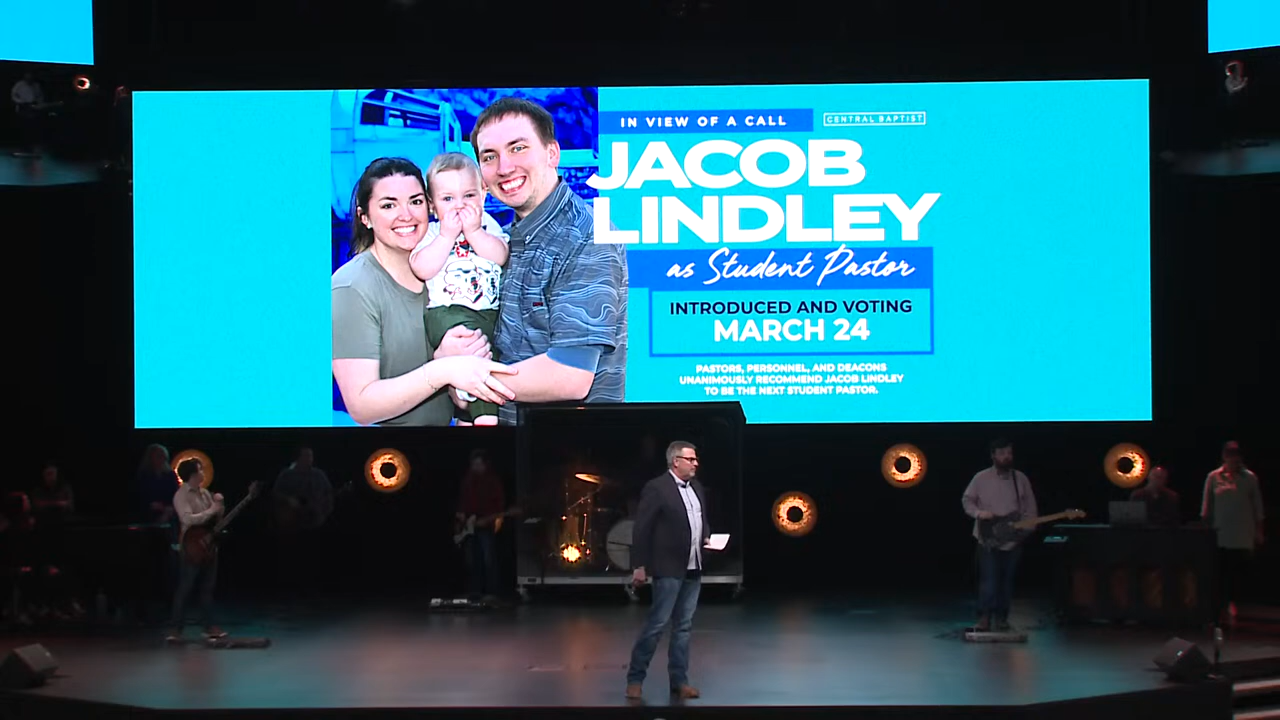 IN VIEW OF A CALL
CENTRAL BAPTIST
JACOB
LINDLEY
as Student Pastor
INTRODUCED AND VOTING
MARCH 24
PASTORS, PERSONNEL, AND DEACONS
UNANIMOUSLY RECOMMEND JACOB LINDLEY
TO BE THE NEXT STUDENT PASTOR.